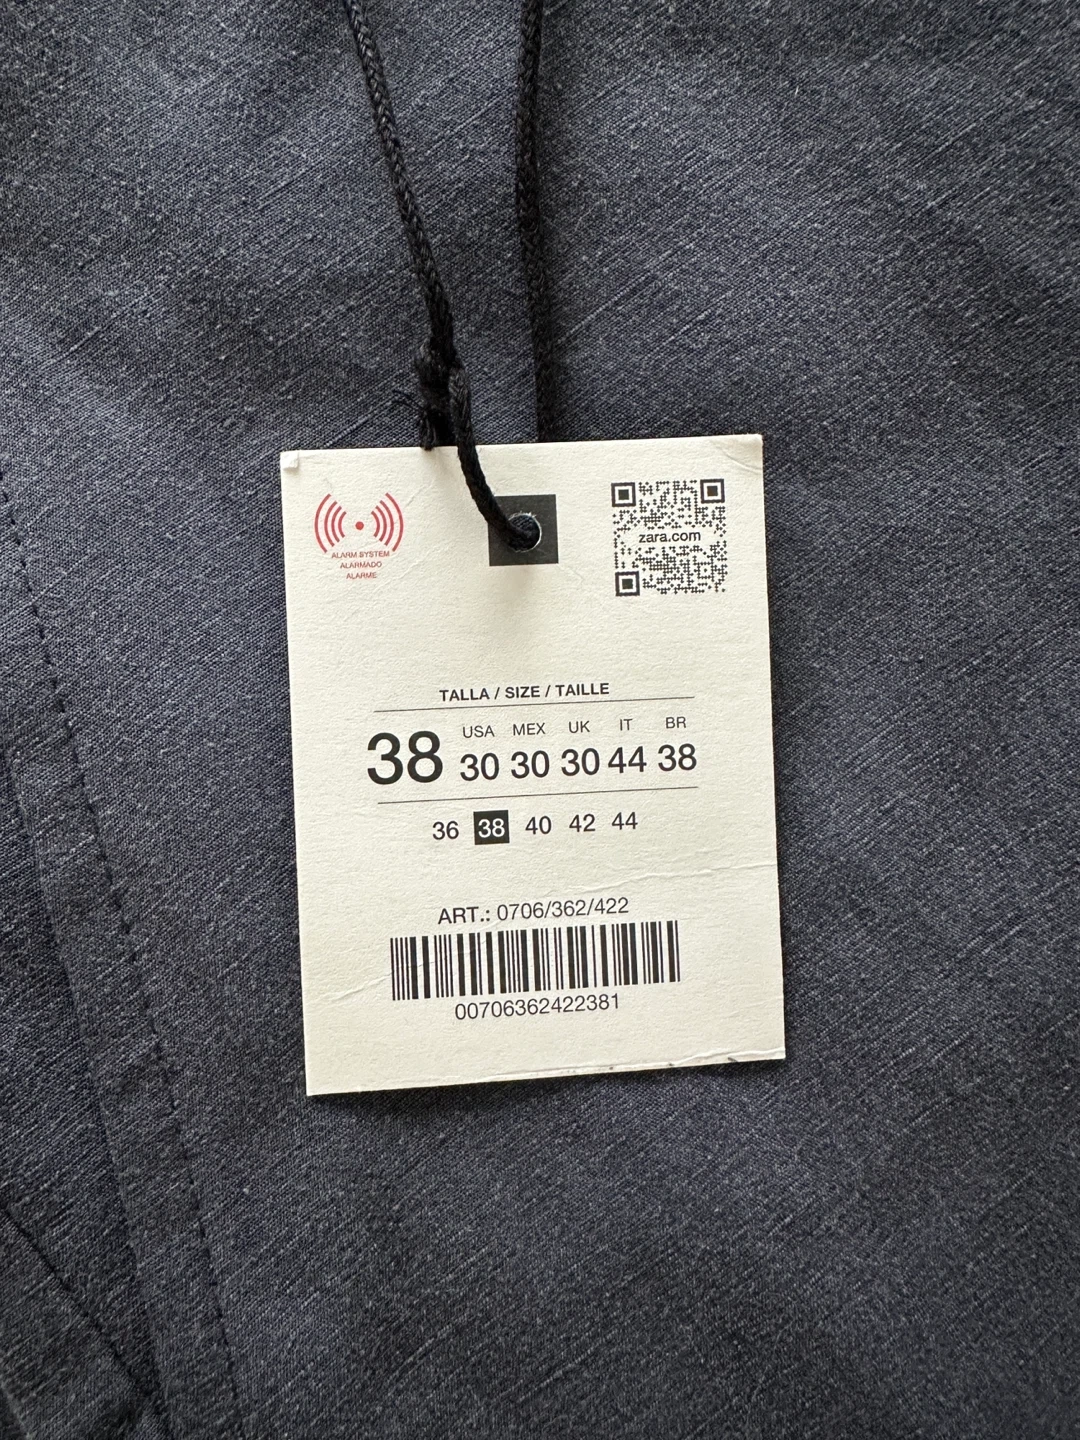 ALARM SYSTEM
ALARMADO
ALARME
zara.com
TALLA / SIZE / TAILLE
38 USA MEX UK IT BR
30 30 30 44 38
36 38 40 42 44
ART.: 0706/362/422
00706362422381